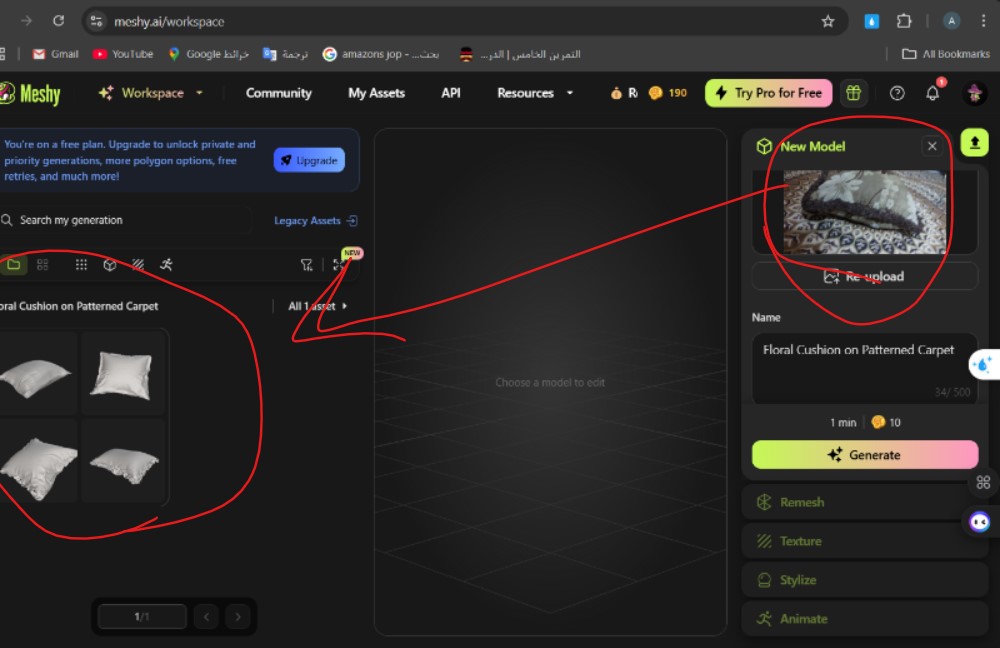 meshy.ai/workspace
A
Gmail
YouTube
خرائط Google
ترجمة
amazons jop - ...بحث
التمرين الخامس | الدر...
All Bookmarks
Meshy
Workspace
Community
My Assets
API
Resources
190
Try Pro for Free
1
You're on a free plan. Upgrade to unlock private and
priority generations, more polygon options, free
retries, and much more!
Upgrade
Search my generation
Legacy Assets
NEW
oral Cushion on Patterned Carpet
All 1 asset
1/1
Choose a model to edit
New Model
Re-upload
Name
Floral Cushion on Patterned Carpet
34/ 500
1 min
10
Generate
Remesh
Texture
Stylize
Animate